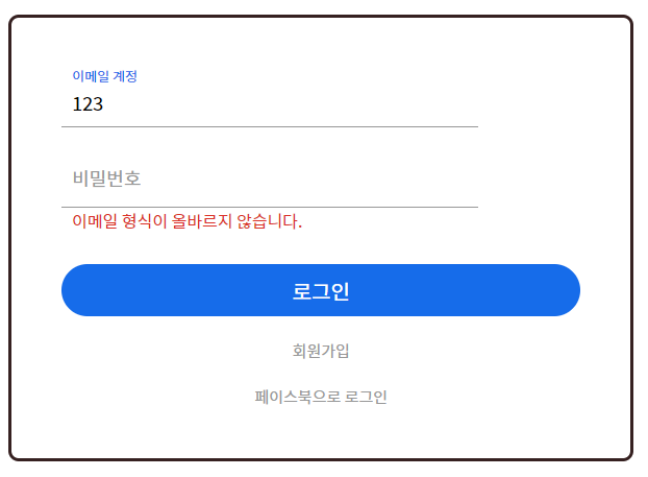 이메일 계정
123
비밀번호
이메일 형식이 올바르지 않습니다.
로그인
회원가입
페이스북으로 로그인